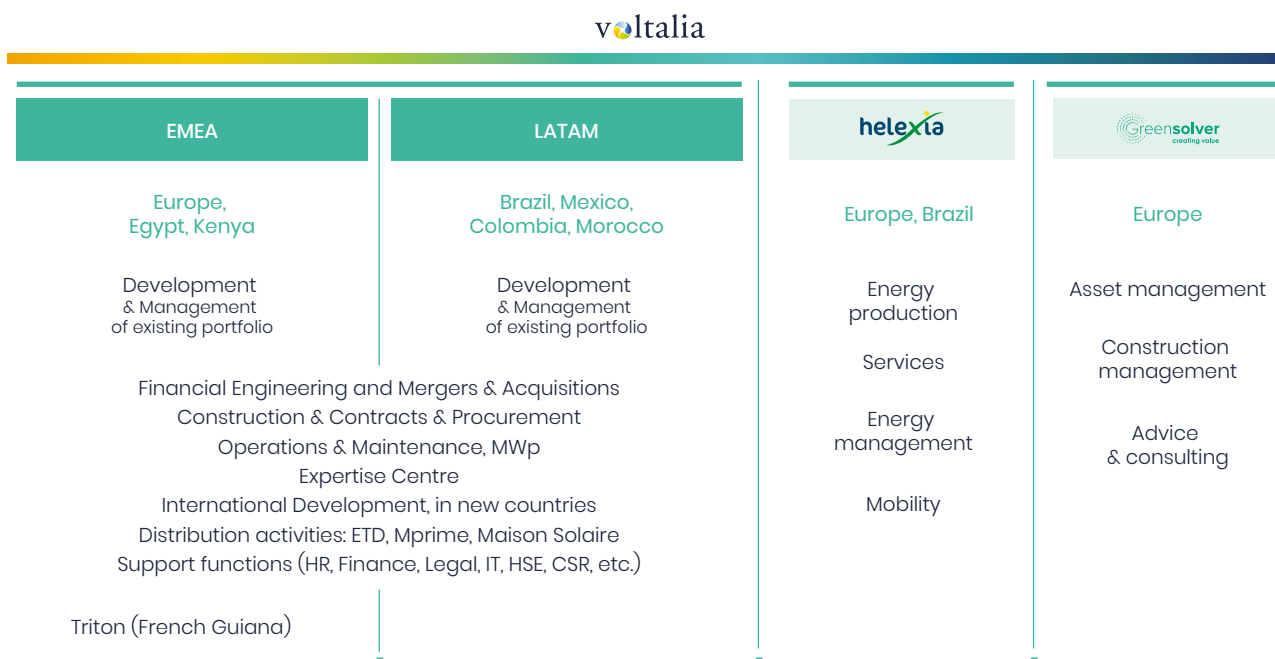 voltalia
EMEA
LATAM
helexia
Greensolver
creating value
Europe,
Egypt, Kenya
Brazil, Mexico,
Colombia, Morocco
Europe, Brazil
Europe
Development
& Management
of existing portfolio
Development
& Management
of existing portfolio
Financial Engineering and Mergers & Acquisitions
Construction & Contracts & Procurement
Operations & Maintenance, MWp
Expertise Centre
International Development, in new countries
Distribution activities: ETD, Mprime, Maison Solaire
Support functions (HR, Finance, Legal, IT, HSE, CSR, etc.)
Triton (French Guiana)
Energy
production
Services
Energy
management
Mobility
Asset management
Construction
management
Advice
& consulting